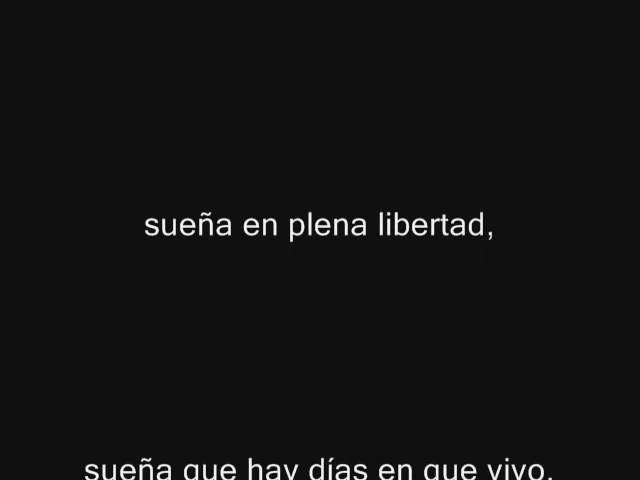 sueña en plena libertad,
sueña que hay días en que vivo,